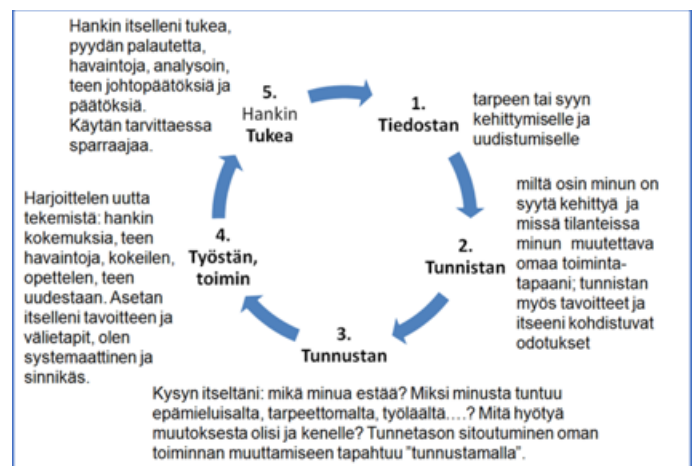 1.
Tiedostan
tarpeen tai syyn
kehittymiselle ja
uudistumiselle
2.
Tunnistan
miltä osin minun on
syytä kehittyä ja
missä tilanteissa
minun muutettava
omaa toiminta-
tapaani; tunnistan
myös tavoitteet ja
itseeni kohdistuvat
odotukset
3.
Tunnustan
Kysyn itseltäni: mikä minua estää? Miksi minusta tuntuu
epämieluisalta, tarpeettomalta, työläältä….? Mitä hyötyä
muutoksesta olisi ja kenelle? Tunnetason sitoutuminen oman
toiminnan muuttamiseen tapahtuu "tunnustamalla".
4.
Työstän,
toimin
Harjoittelen uutta
tekemistä: hankin
kokemuksia, teen
havaintoja, kokeilen,
opettelen, teen
uudestaan. Asetan
itselleni tavoitteen ja
välietapit, olen
systemaattinen ja
sinnikäs.
5.
Hankin
Tukea
Hankin itselleni tukea,
pyydän palautetta,
havaintoja, analysoin,
teen johtopäätöksiä ja
päätöksiä.
Käytän tarvittaessa
sparraajaa.